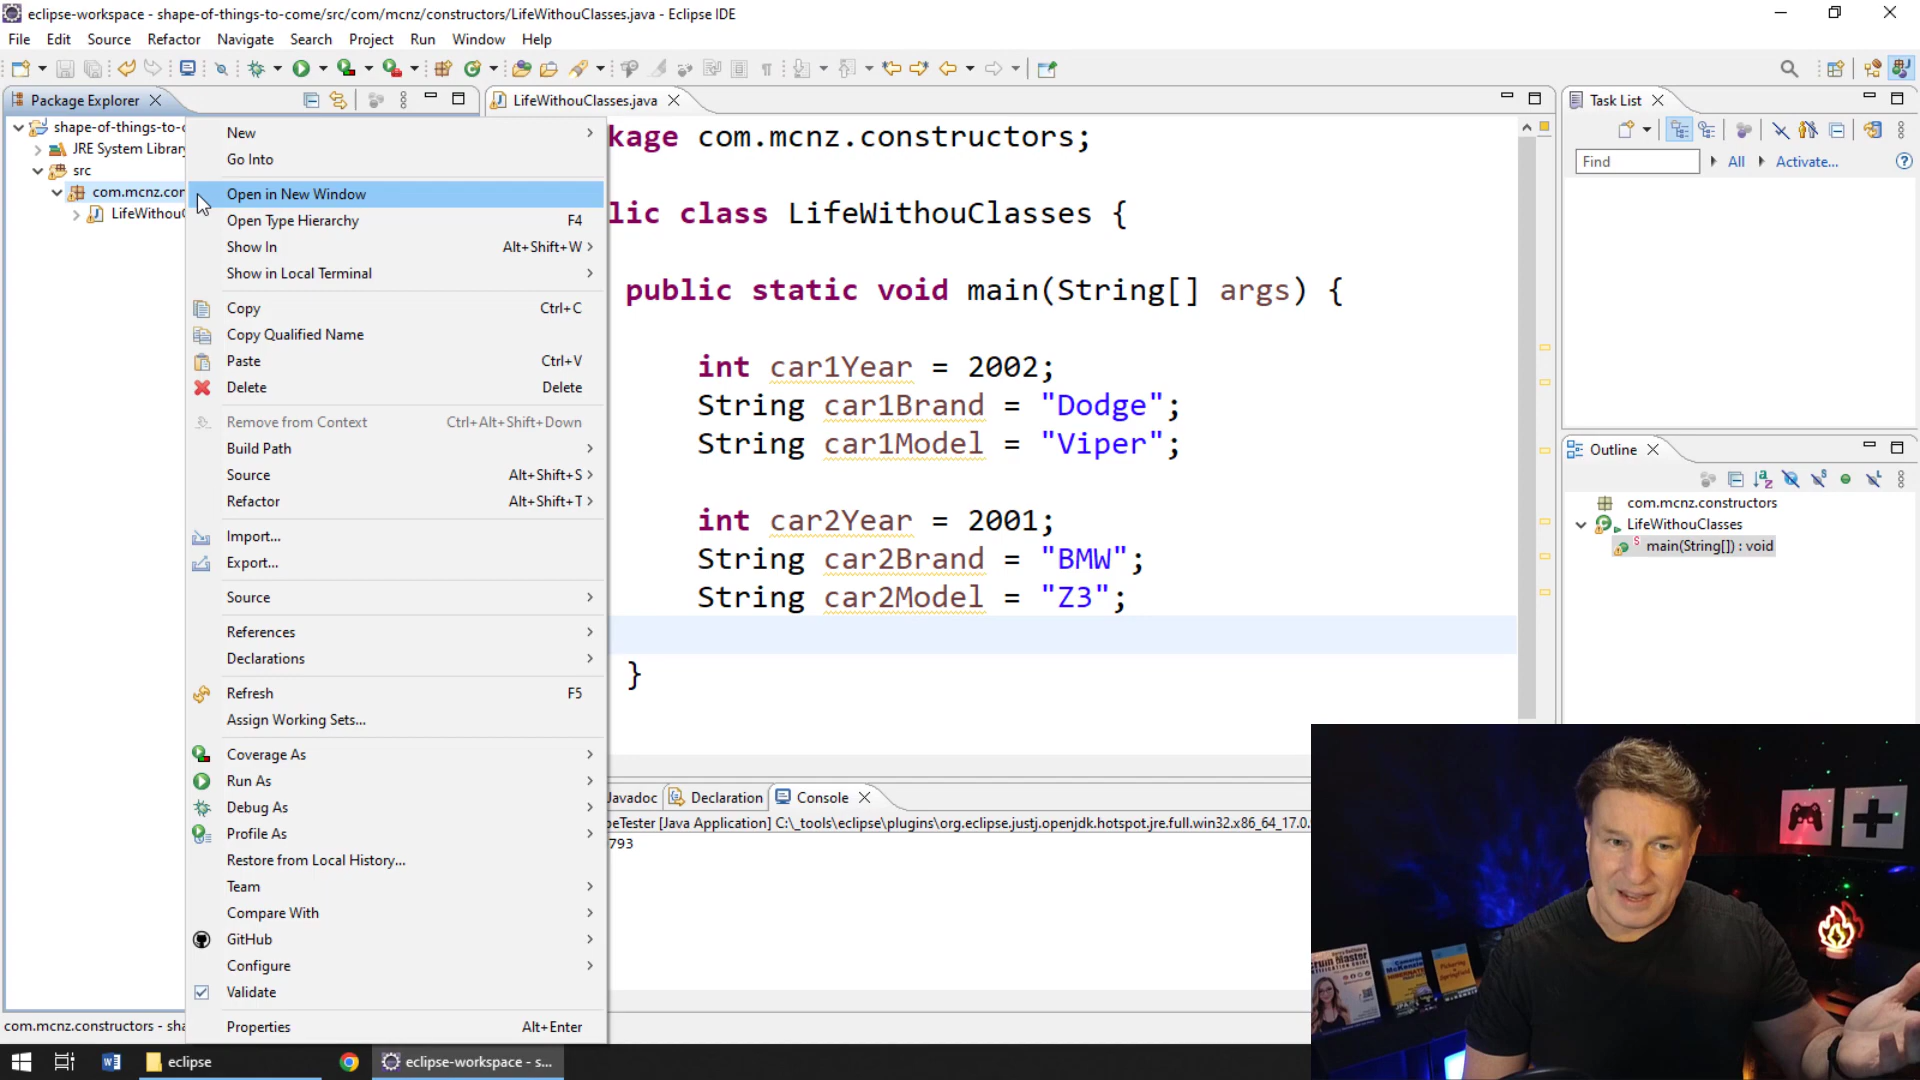 eclipse-workspace - shape-of-things-to-come/src/com/mcnz/constructors/LifeWithouClasses.java - Eclipse IDE
File Edit Source Refactor Navigate Search Project Run Window Help
Package Explorer
LifeWithouClasses.java
Task List
shape-of-things-to-c
JRE System Library
src
com.mcnz.con
LifeWithou
New
Go Into
Open in New Window
Open Type Hierarchy F4
Show In Alt+Shift+W
Show in Local Terminal
Copy Ctrl+C
Copy Qualified Name
Paste Ctrl+V
Delete Delete
Remove from Context Ctrl+Alt+Shift+Down
Build Path
Source Alt+Shift+S
Refactor Alt+Shift+T
Import...
Export...
Source
References
Declarations
Refresh F5
Assign Working Sets...
Coverage As
Run As
Debug As
Profile As
Restore from Local History...
Team
Compare With
GitHub
Configure
Validate
Properties Alt+Enter
kage com.mcnz.constructors;
lic class LifeWithouClasses {
public static void main(String[] args) {
int car1Year = 2002;
String car1Brand = "Dodge";
String car1Model = "Viper";
int car2Year = 2001;
String car2Brand = "BMW";
String car2Model = "Z3";
}
Find All Activate...
Outline
com.mcnz.constructors
LifeWithouClasses
main(String[]) : void
Javadoc Declaration Console
peTester [Java Application] C:\_tools\eclipse\plugins\org.eclipse.justj.openjdk.hotspot.jre.full.win32.x86_64_17.0.
793
com.mcnz.constructors - sha
eclipse
eclipse-workspace - s...